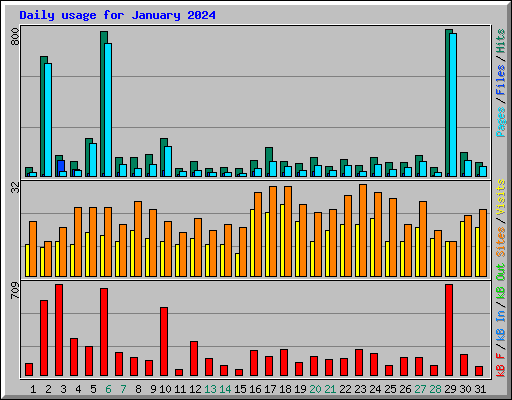 Daily usage for January 2024
800
Pages / Files / Hits
32
Sites / Visits
709
kB F / kB In / kB Out
1 2 3 4 5 6 7 8 9 10 11 12 13 14 15 16 17 18 19 20 21 22 23 24 25 26 27 28 29 30 31